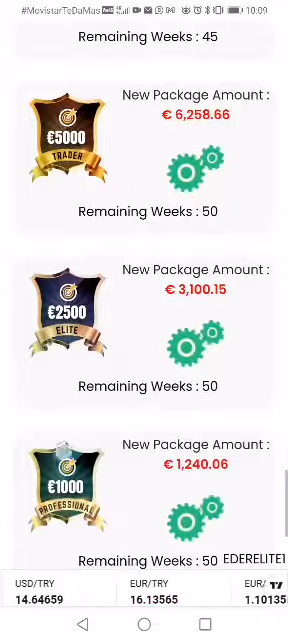 #MovistarTeDaMas 10:09
Remaining Weeks : 45
New Package Amount :
€ 6,258.66
€5000
TRADER
Remaining Weeks : 50
New Package Amount :
€ 3,100.15
€2500
ELITE
Remaining Weeks : 50
New Package Amount :
€ 1,240.06
€1000
PROFESSIONAL
Remaining Weeks : 50
EDERELITE1
USD/TRY EUR/TRY EUR/
14.64659 16.13565 1.10135